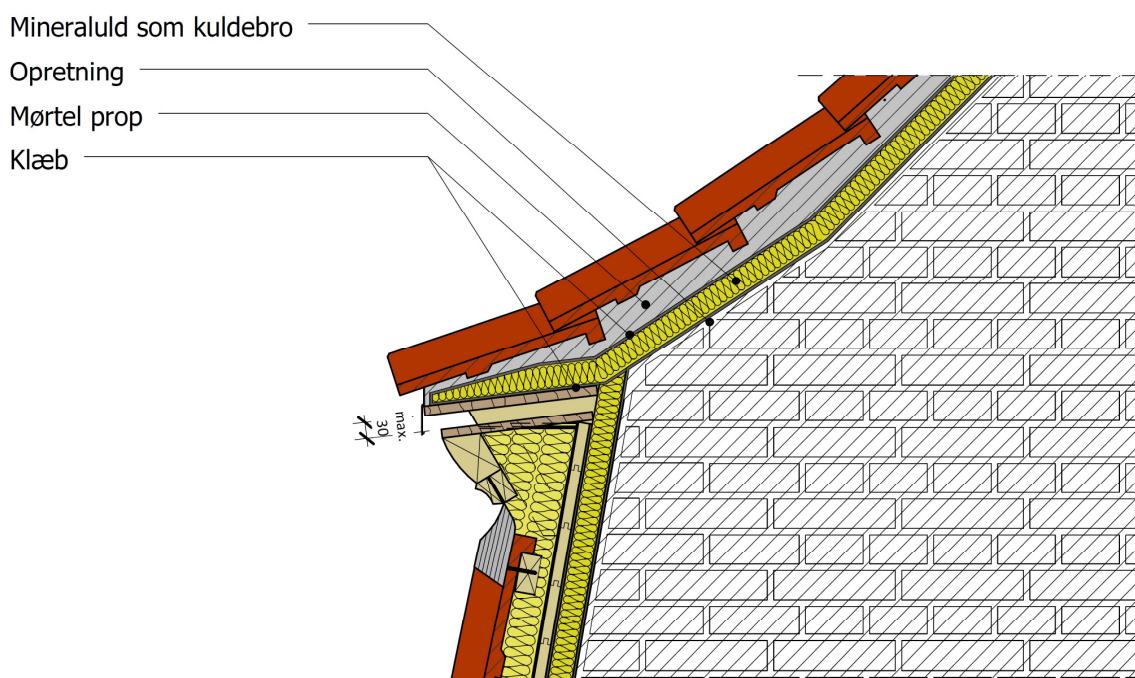 Mineraluld som kuldebro
Opretning
Mørtel prop
Klæb
max.
30